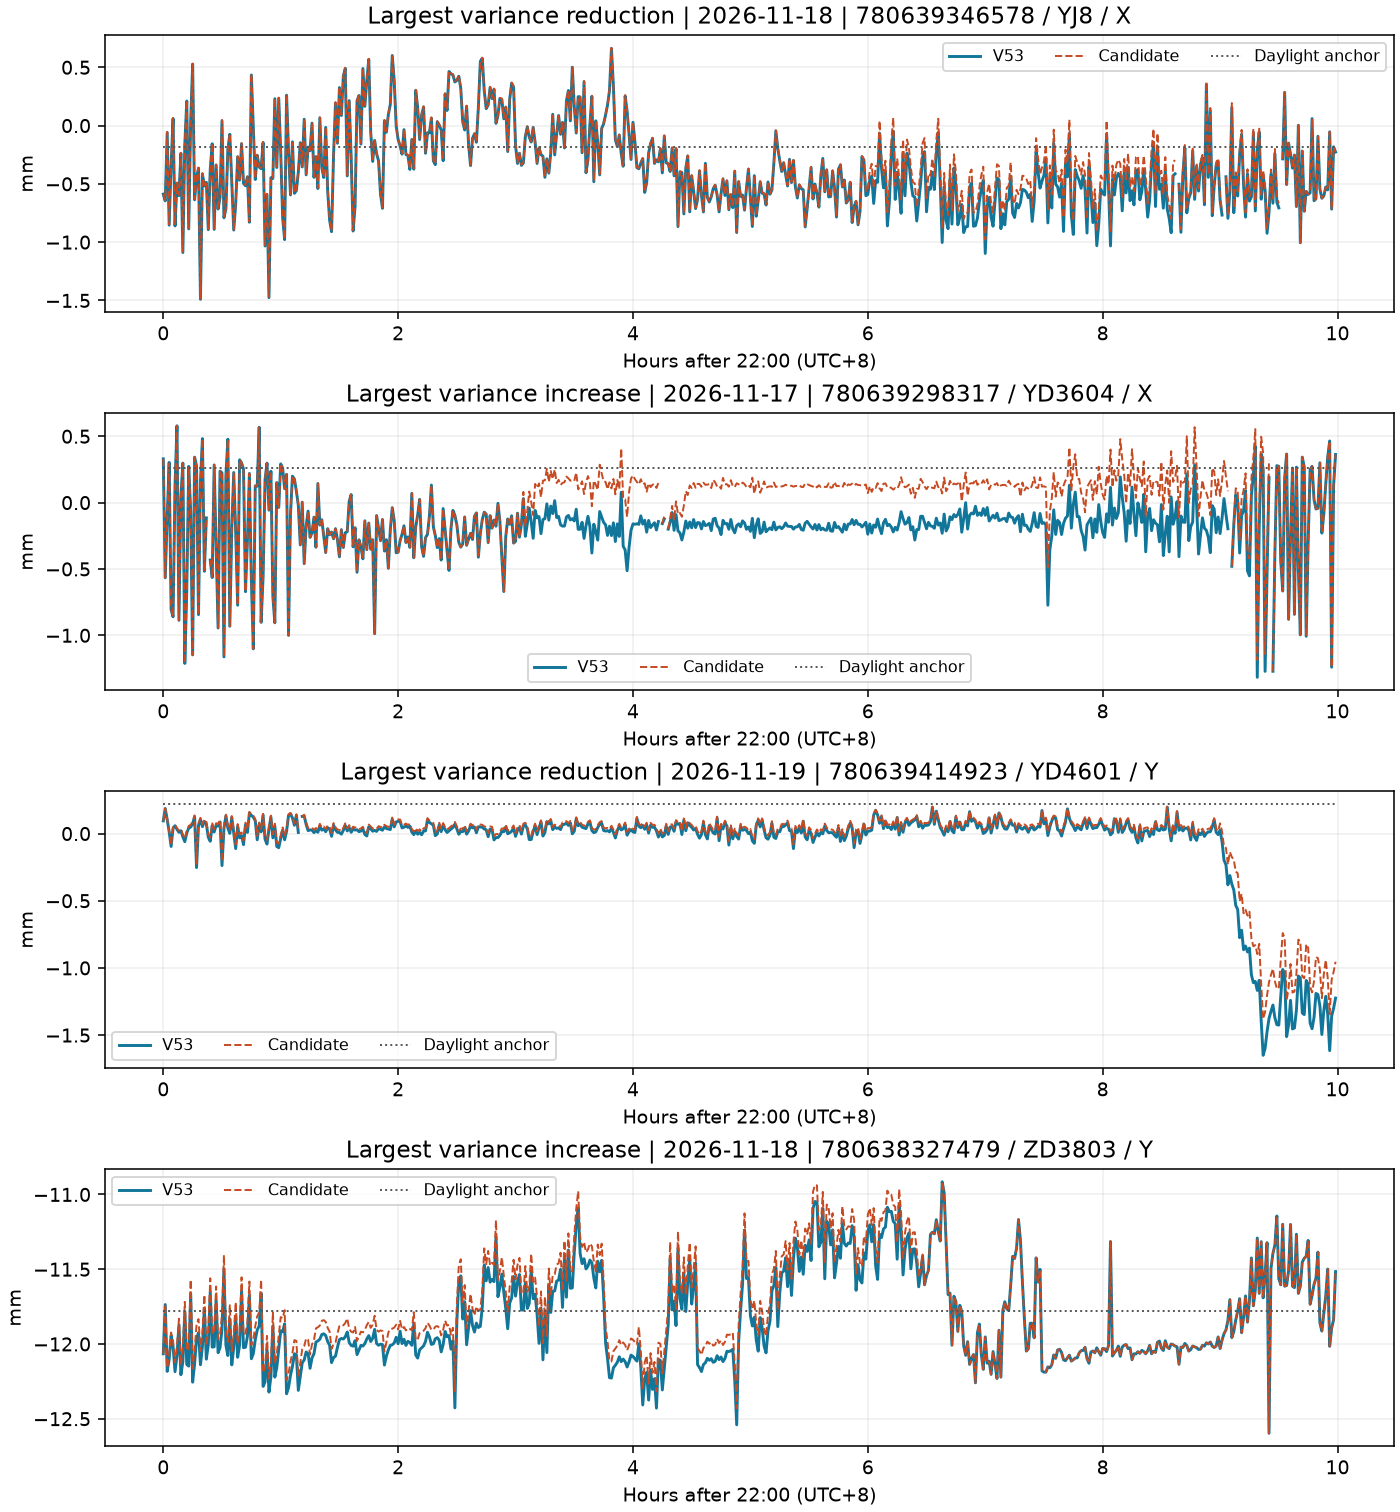 Largest variance reduction | 2026-11-18 | 780639346578 / YJ8 / X
V53 Candidate Daylight anchor
0.5
0.0
−0.5
−1.0
−1.5
mm
0 2 4 6 8 10
Hours after 22:00 (UTC+8)
Largest variance increase | 2026-11-17 | 780639298317 / YD3604 / X
0.5
0.0
−0.5
−1.0
mm
V53 Candidate Daylight anchor
0 2 4 6 8 10
Hours after 22:00 (UTC+8)
Largest variance reduction | 2026-11-19 | 780639414923 / YD4601 / Y
0.0
−0.5
−1.0
−1.5
mm
V53 Candidate Daylight anchor
0 2 4 6 8 10
Hours after 22:00 (UTC+8)
Largest variance increase | 2026-11-18 | 780638327479 / ZD3803 / Y
V53 Candidate Daylight anchor
−11.0
−11.5
−12.0
−12.5
mm
0 2 4 6 8 10
Hours after 22:00 (UTC+8)